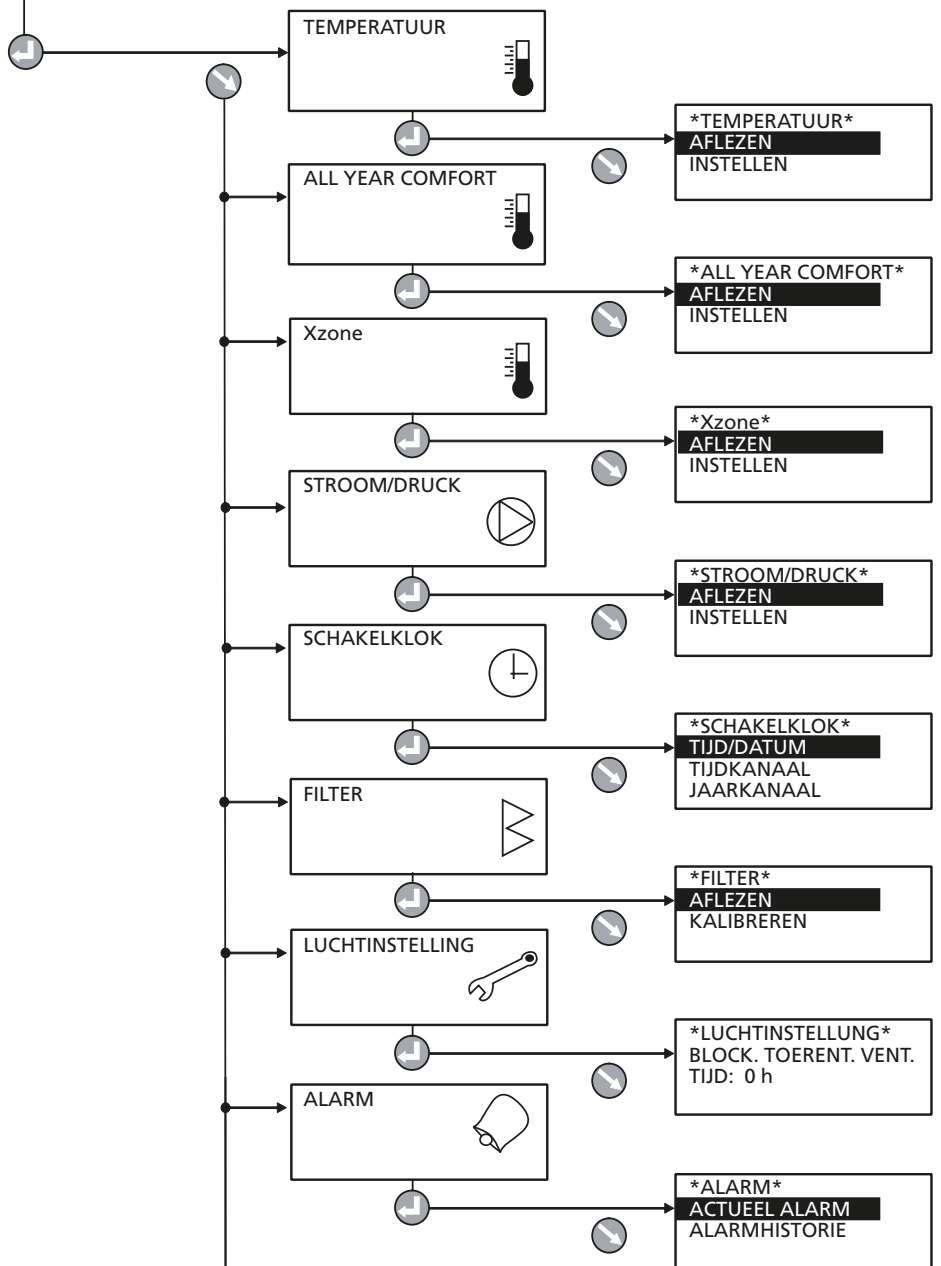 TEMPERATUUR
*TEMPERATUUR*
AFLEZEN
INSTELLEN
ALL YEAR COMFORT
*ALL YEAR COMFORT*
AFLEZEN
INSTELLEN
Xzone
*Xzone*
AFLEZEN
INSTELLEN
STROOM/DRUCK
*STROOM/DRUCK*
AFLEZEN
INSTELLEN
SCHAKELKLOK
*SCHAKELKLOK*
TIJD/DATUM
TIJDKANAAL
JAARKANAAL
FILTER
*FILTER*
AFLEZEN
KALIBREREN
LUCHTINSTELLING
*LUCHTINSTELLUNG*
BLOCK. TOERENT. VENT.
TIJD: 0 h
ALARM
*ALARM*
ACTUEEL ALARM
ALARMHISTORIE